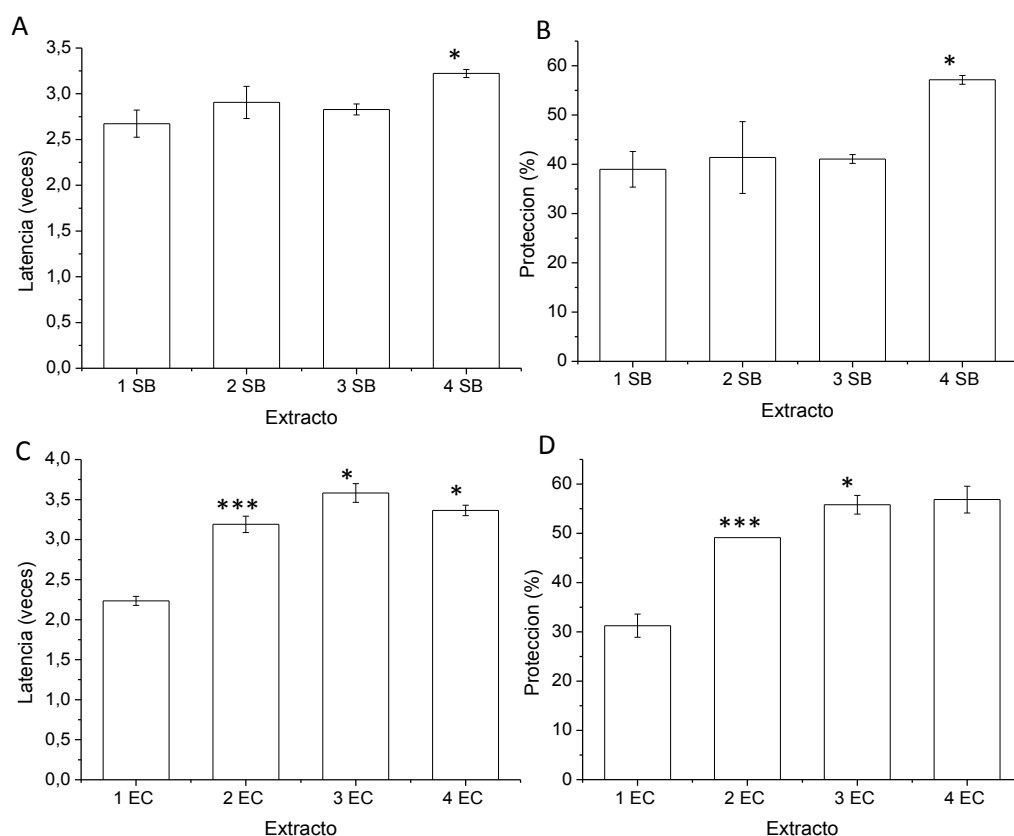 A
Latencia (veces)
3,5
3,0
2,5
2,0
1,5
1,0
0,5
0,0
*
1 SB 2 SB 3 SB 4 SB
Extracto
B
Proteccion (%)
60
50
40
30
20
10
0
*
1 SB 2 SB 3 SB 4 SB
Extracto
C
Latencia (veces)
4,0
3,5
3,0
2,5
2,0
1,5
1,0
0,5
0,0
*** * *
1 EC 2 EC 3 EC 4 EC
Extracto
D
Proteccion (%)
60
50
40
30
20
10
0
*** *
1 EC 2 EC 3 EC 4 EC
Extracto